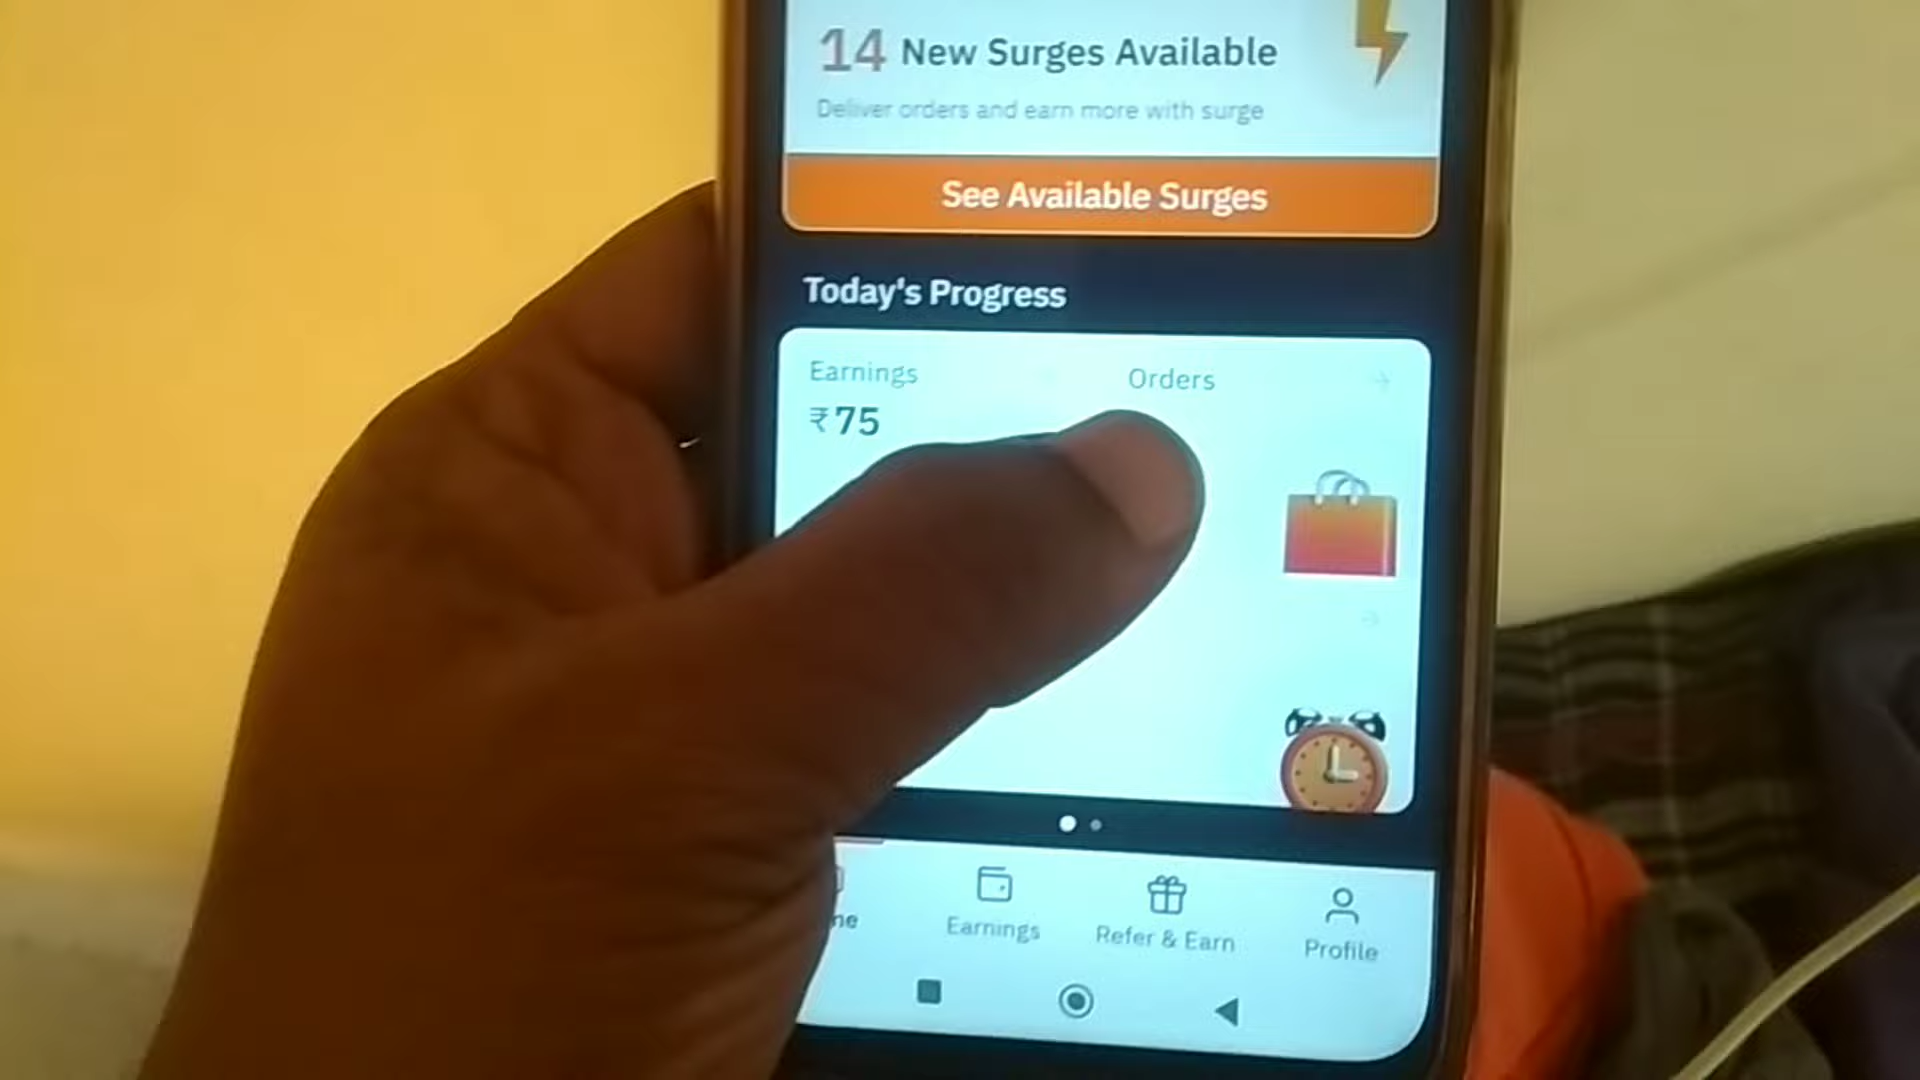 14 New Surges Available
Deliver orders and earn more with surge
See Available Surges
Today's Progress
Earnings
Orders
₹75
Earnings
Refer & Earn
Profile